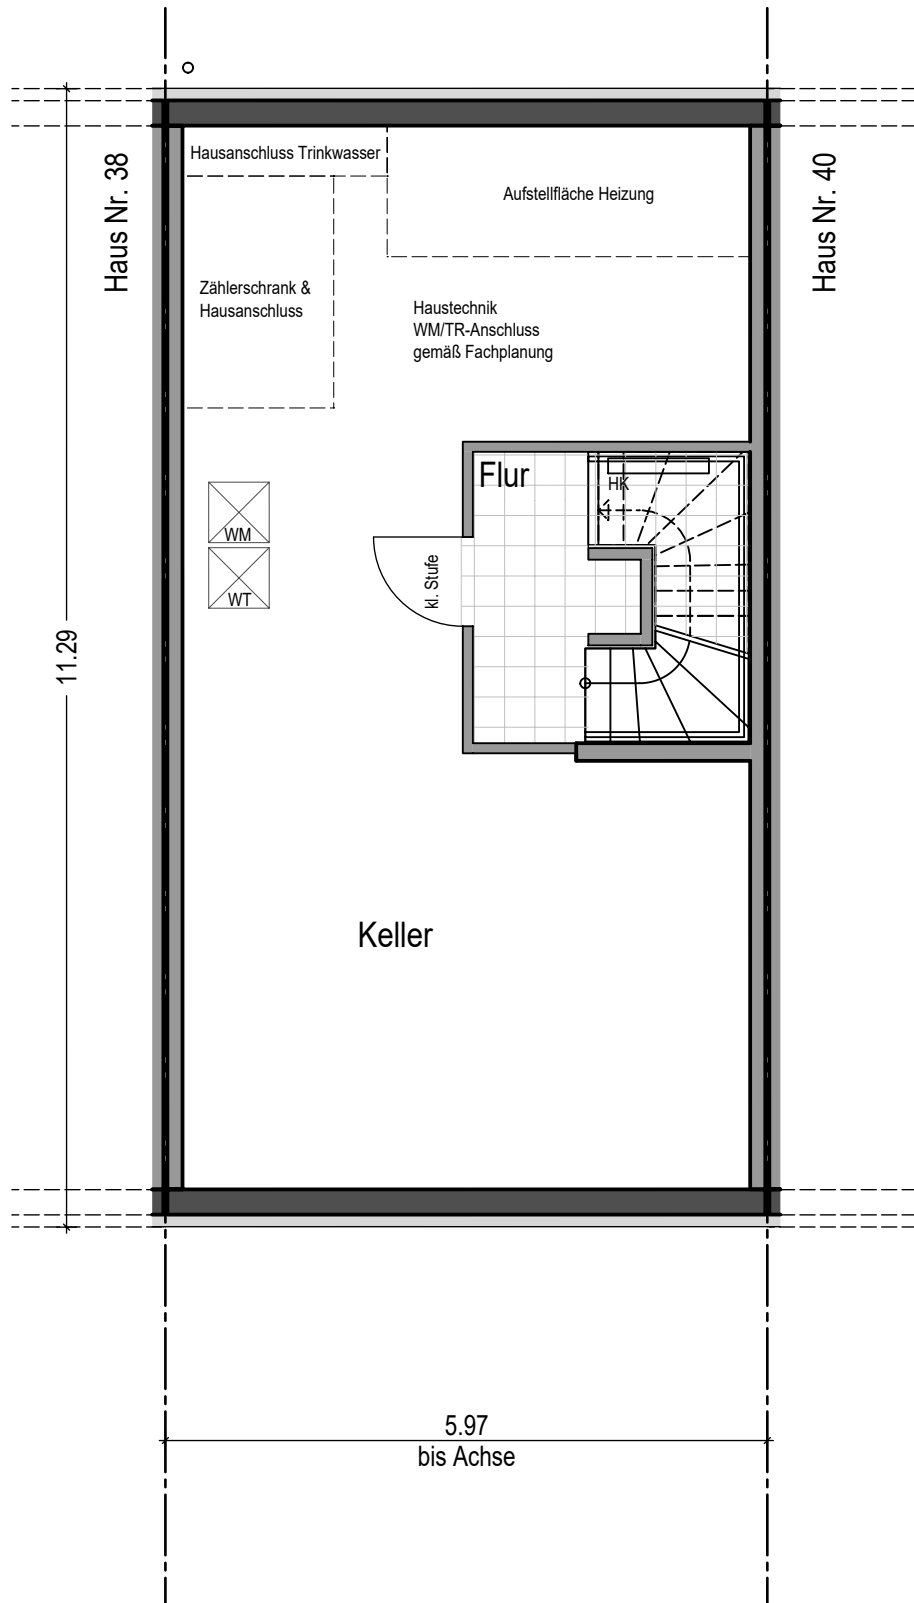 Hausanschluss Trinkwasser
Aufstellfläche Heizung
Haus Nr. 38
Haus Nr. 40
Zählerschrank &
Hausanschluss
Haustechnik
WM/TR-Anschluss
gemäß Fachplanung
Flur
HK
WM
WT
kl. Stufe
11.29
Keller
5.97
bis Achse